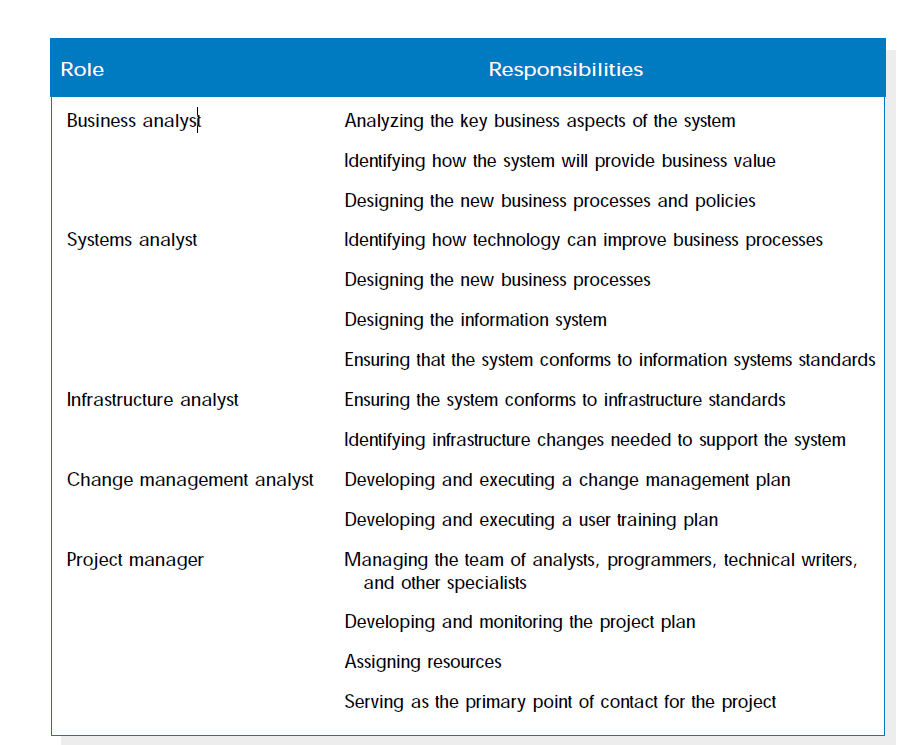 Role Responsibilities
Business analyst Analyzing the key business aspects of the system
Identifying how the system will provide business value
Designing the new business processes and policies
Systems analyst Identifying how technology can improve business processes
Designing the new business processes
Designing the information system
Ensuring that the system conforms to information systems standards
Infrastructure analyst Ensuring the system conforms to infrastructure standards
Identifying infrastructure changes needed to support the system
Change management analyst Developing and executing a change management plan
Developing and executing a user training plan
Project manager Managing the team of analysts, programmers, technical writers,
and other specialists
Developing and monitoring the project plan
Assigning resources
Serving as the primary point of contact for the project